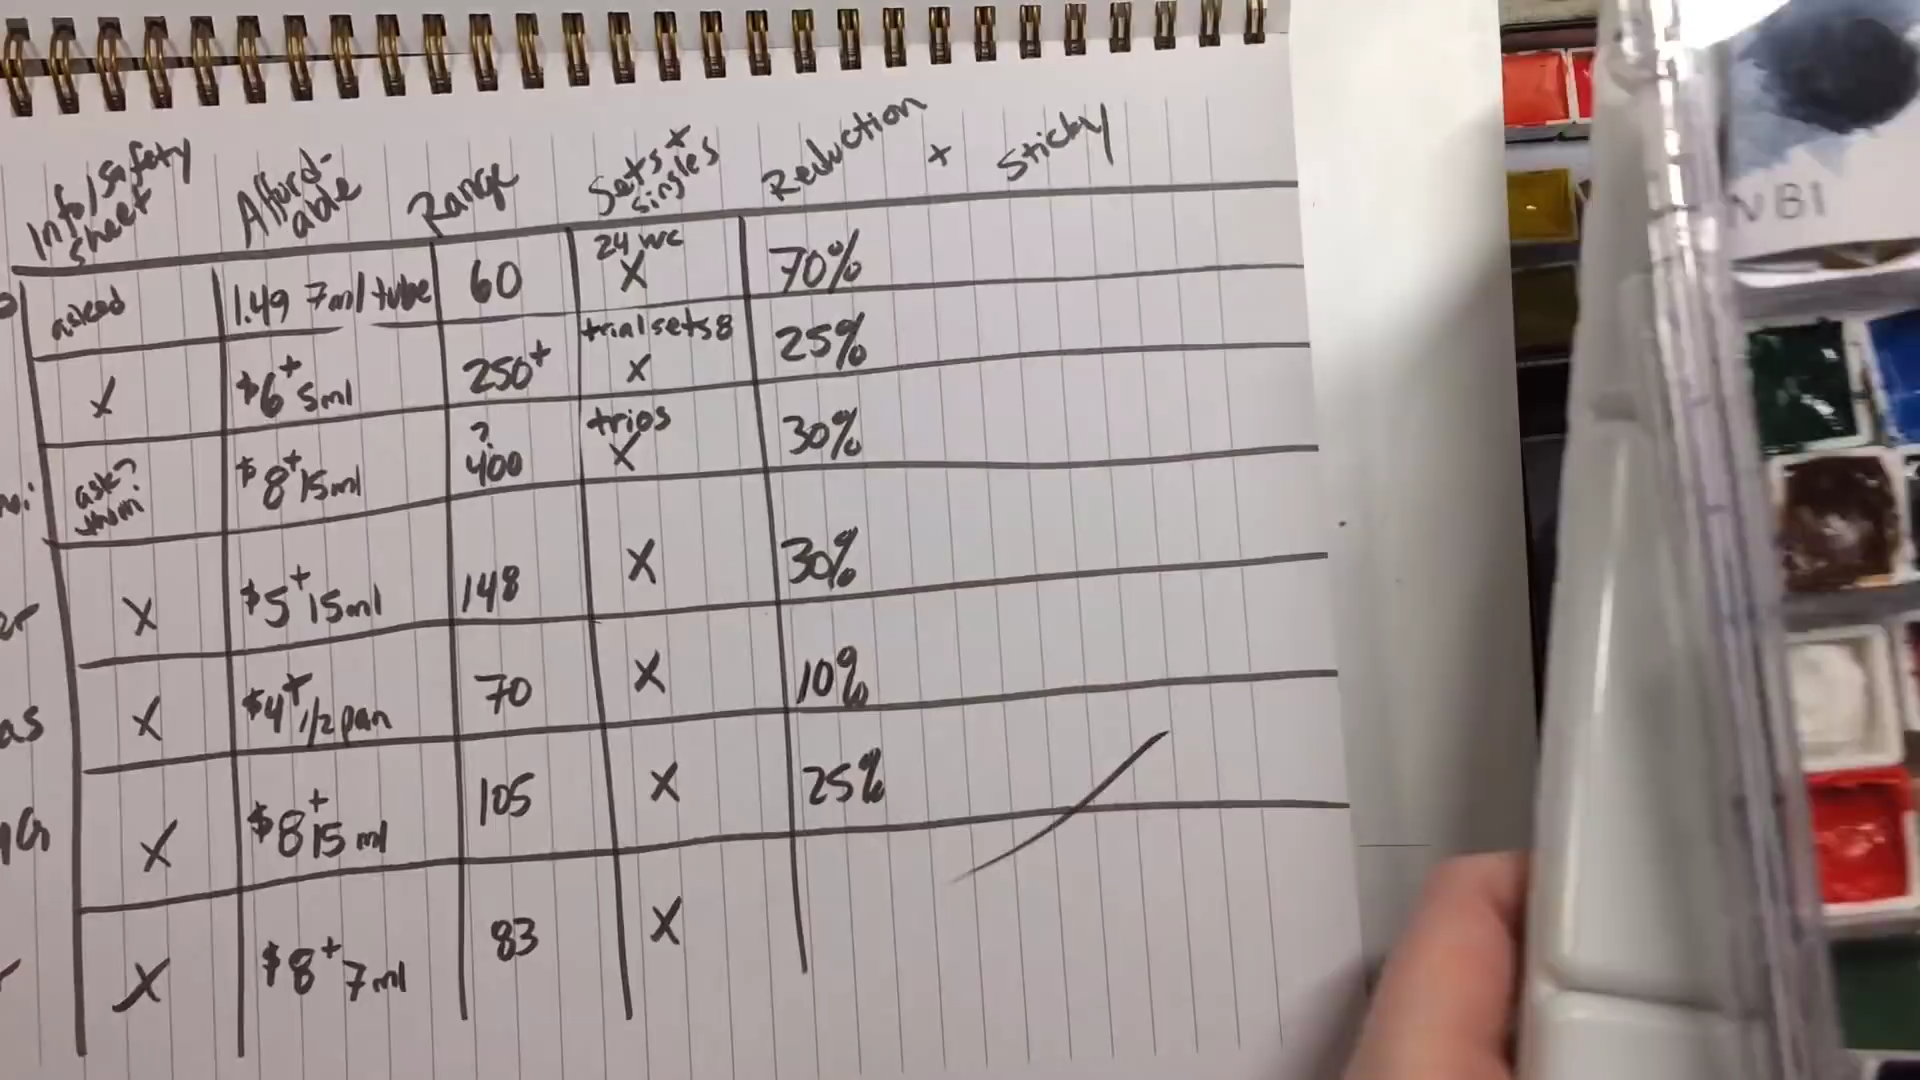 Info/Safety sheet
Afford-able
Range
Sets + singles
Reduction + Sticky
asked 1.49 7ml tube 60 24 wc X 70%
X $6+ 5ml 250+ trial sets 8 X 25%
ask? them $8+ 15ml ? 400 trios X 30%
X $5+ 15ml 148 X 30%
as X $4+ 1/2 pan 70 X 10%
X $8+ 15ml 105 X 25%
X $8+ 7ml 83 X
NB1